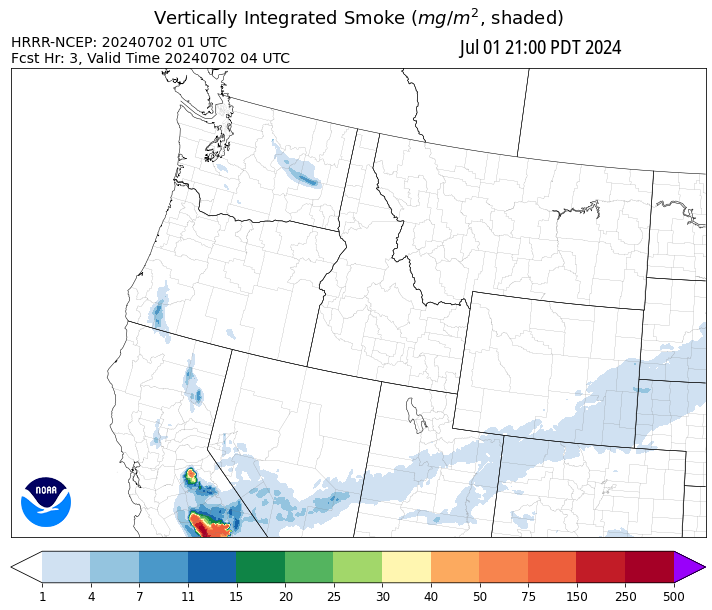 Vertically Integrated Smoke (mg/m², shaded)
HRRR-NCEP: 20240702 01 UTC
Fcst Hr: 3, Valid Time 20240702 04 UTC
Jul 01 21:00 PDT 2024
NOAA
1 4 7 11 15 20 25 30 40 50 75 150 250 500